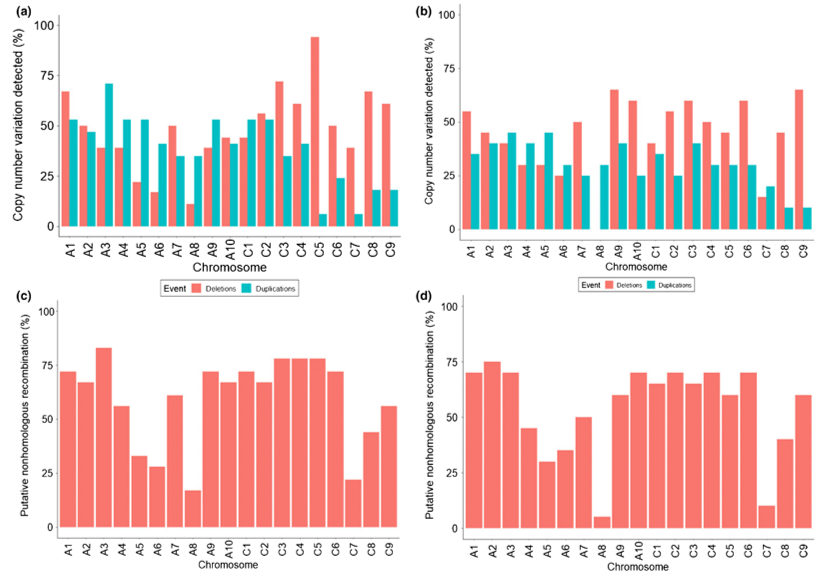 (a)
Copy number variation detected (%)
100
75
50
25
0
A1 A2 A3 A4 A5 A6 A7 A8 A9 A10 C1 C2 C3 C4 C5 C6 C7 C8 C9
Chromosome
Event Deletions Duplications
(b)
Copy number variation detected (%)
100
75
50
25
0
A1 A2 A3 A4 A5 A6 A7 A8 A9 A10 C1 C2 C3 C4 C5 C6 C7 C8 C9
Chromosome
Event Deletions Duplications
(c)
Putative nonhomologous recombination (%)
100
75
50
25
0
A1 A2 A3 A4 A5 A6 A7 A8 A9 A10 C1 C2 C3 C4 C5 C6 C7 C8 C9
Chromosome
(d)
Putative nonhomologous recombination (%)
100
75
50
25
0
A1 A2 A3 A4 A5 A6 A7 A8 A9 A10 C1 C2 C3 C4 C5 C6 C7 C8 C9
Chromosome